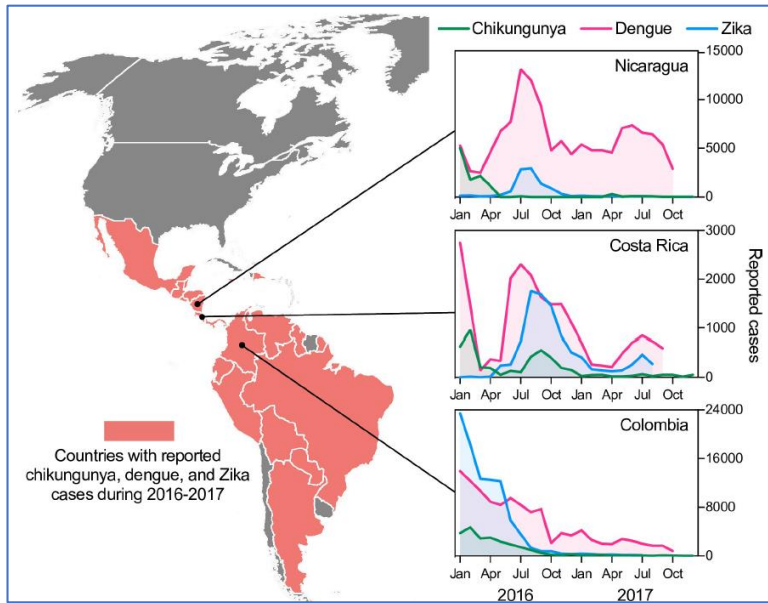 Chikungunya Dengue Zika
Nicaragua
15000
10000
5000
0
Jan Apr Jul Oct Jan Apr Jul Oct
Costa Rica
3000
2000
1000
0
Jan Apr Jul Oct Jan Apr Jul Oct
Reported cases
Colombia
24000
16000
8000
0
Jan Apr Jul Oct Jan Apr Jul Oct
2016 2017
Countries with reported
chikungunya, dengue, and Zika
cases during 2016-2017